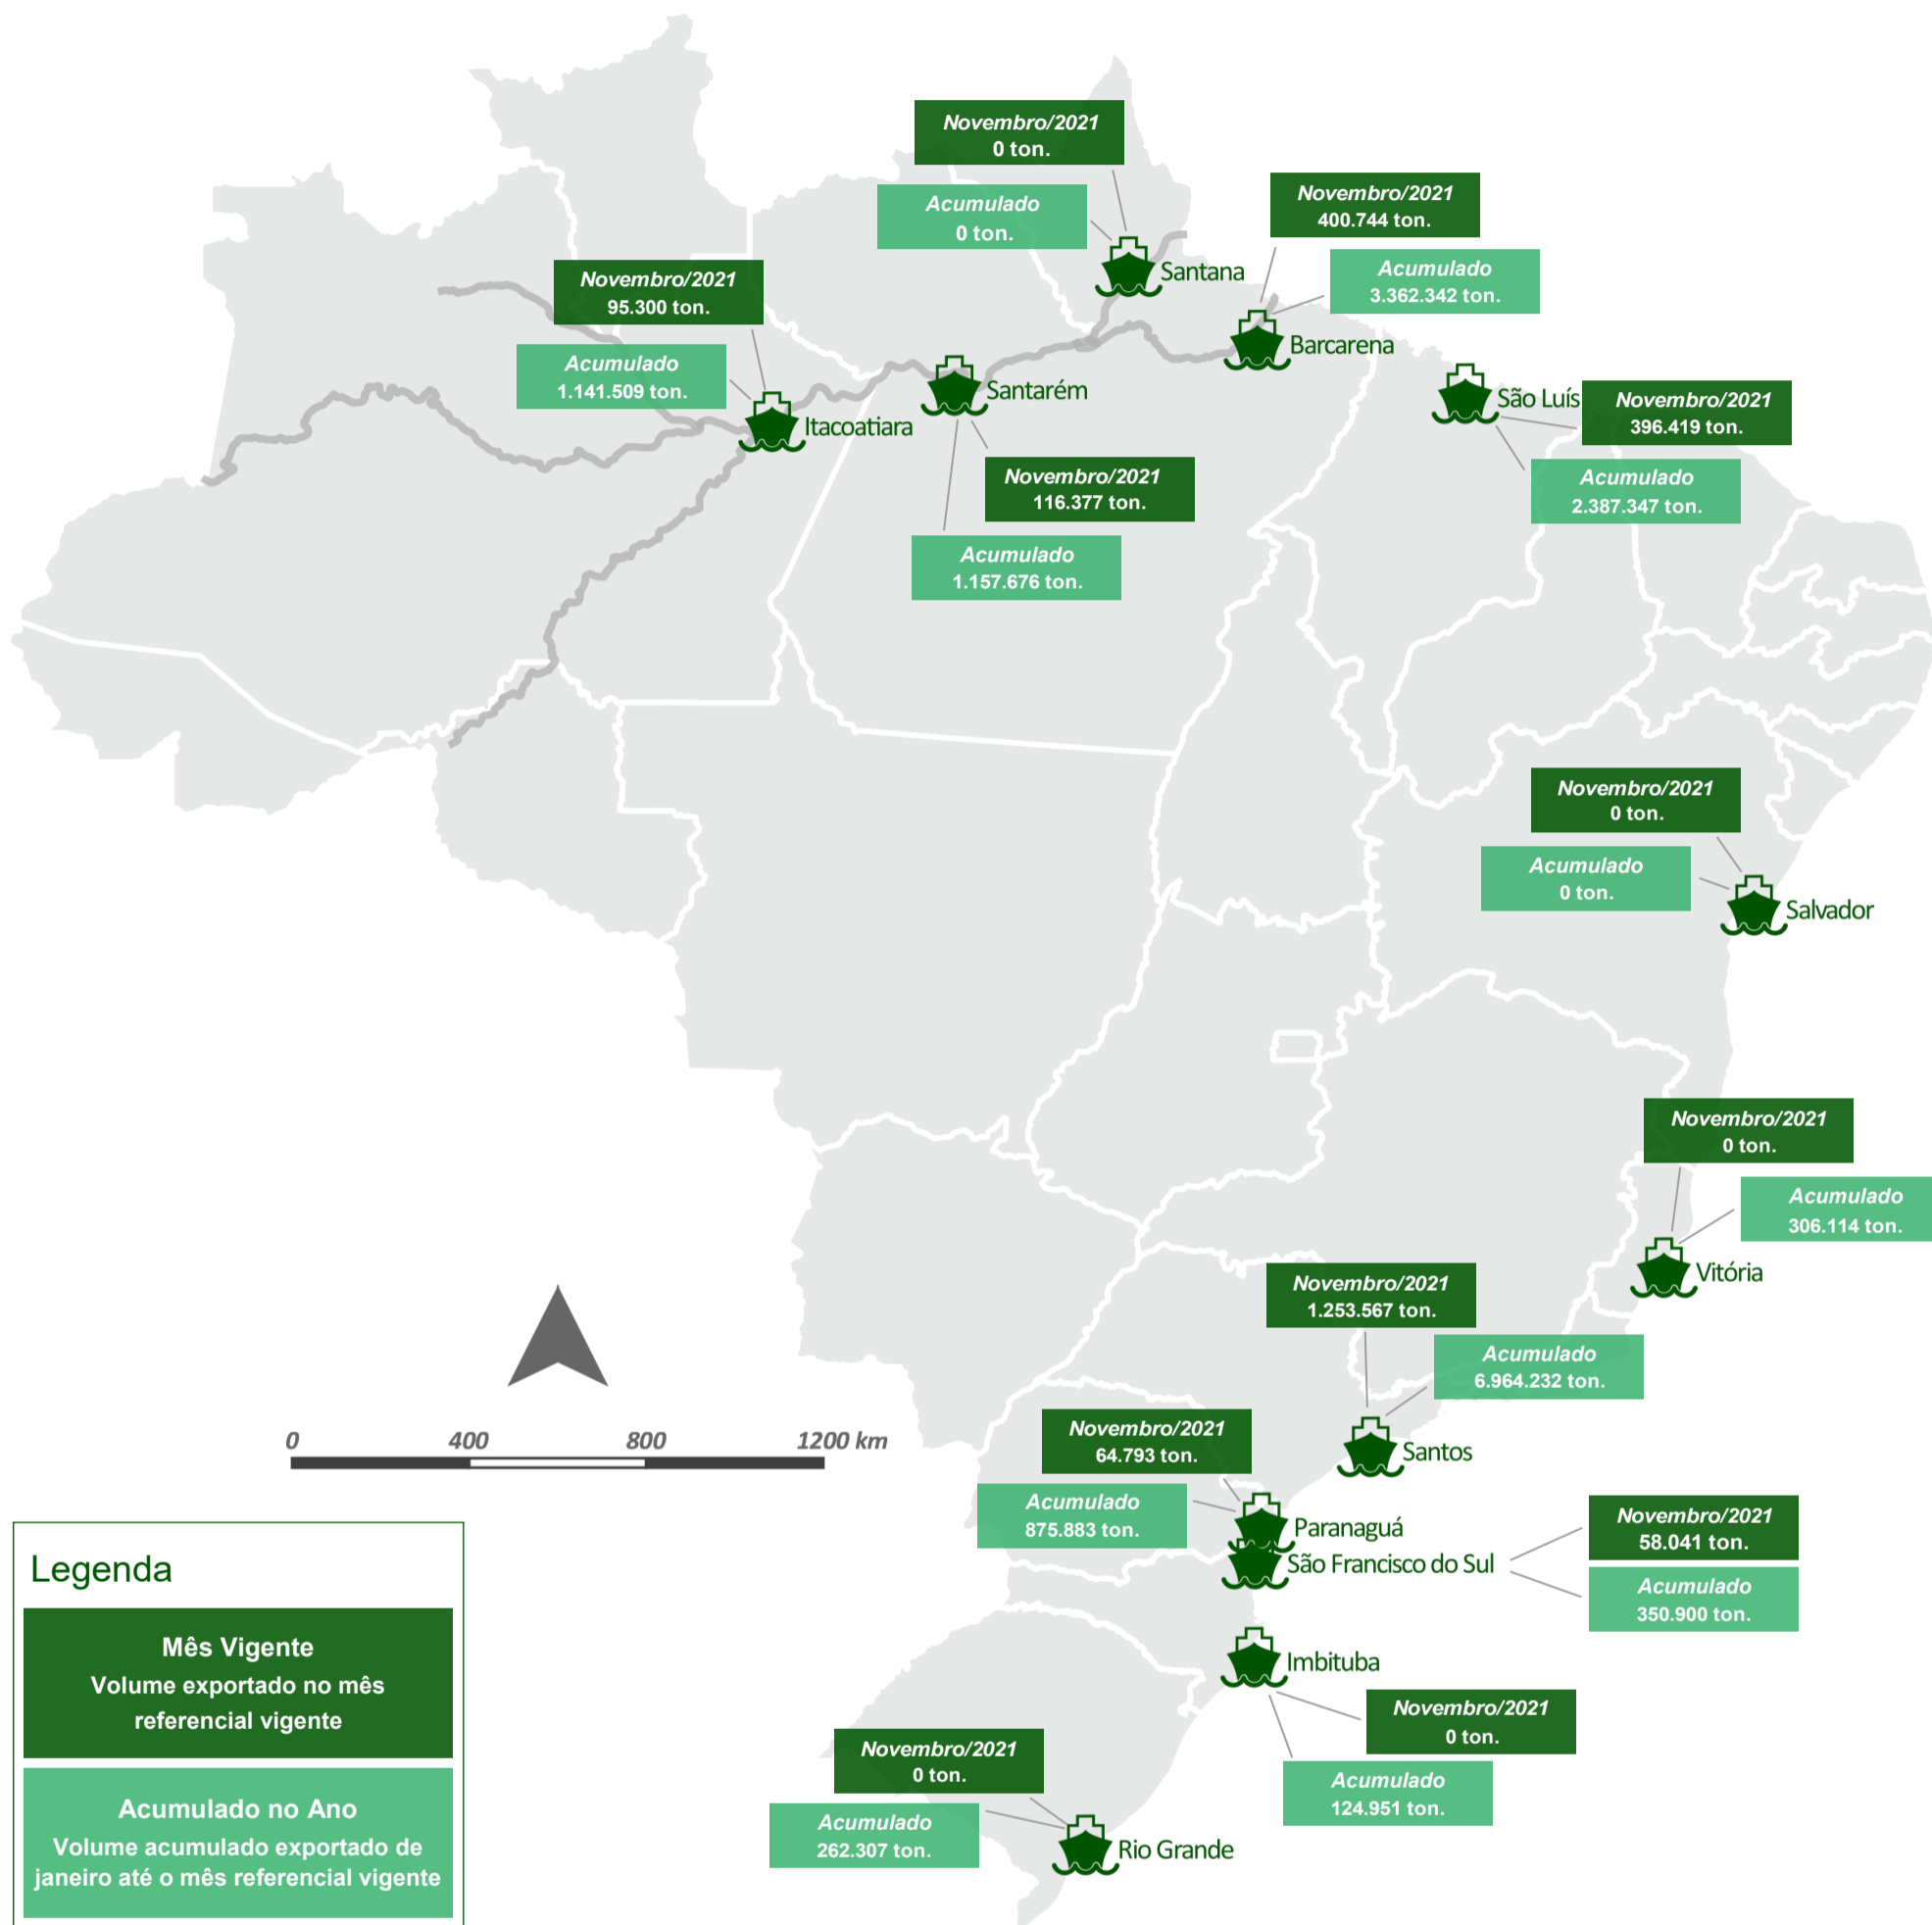 Novembro/2021
0 ton.
Acumulado
0 ton.
Santana
Novembro/2021
400.744 ton.
Acumulado
3.362.342 ton.
Barcarena
Novembro/2021
95.300 ton.
Acumulado
1.141.509 ton.
Itacoatiara
Santarém
Novembro/2021
116.377 ton.
Acumulado
1.157.676 ton.
São Luís
Novembro/2021
396.419 ton.
Acumulado
2.387.347 ton.
Novembro/2021
0 ton.
Acumulado
0 ton.
Salvador
Novembro/2021
0 ton.
Acumulado
306.114 ton.
Vitória
Novembro/2021
1.253.567 ton.
Acumulado
6.964.232 ton.
Santos
Novembro/2021
64.793 ton.
Acumulado
875.883 ton.
Paranaguá
São Francisco do Sul
Novembro/2021
58.041 ton.
Acumulado
350.900 ton.
Imbituba
Novembro/2021
0 ton.
Acumulado
124.951 ton.
Novembro/2021
0 ton.
Acumulado
262.307 ton.
Rio Grande
0 400 800 1200 km
Legenda
Mês Vigente
Volume exportado no mês
referencial vigente
Acumulado no Ano
Volume acumulado exportado de
janeiro até o mês referencial vigente